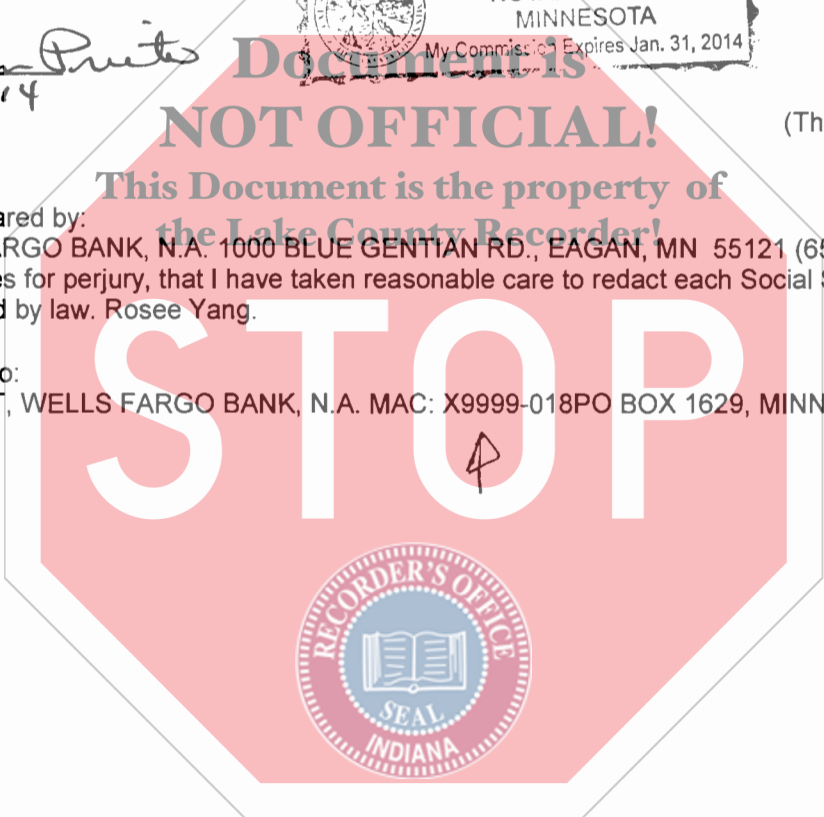 MINNESOTA
My Commission Expires Jan. 31, 2014
Prieto
14
Document is
NOT OFFICIAL!
(Th
This Document is the property of
ared by:
the Lake County Recorder!
RGO BANK, N.A. 1000 BLUE GENTIAN RD., EAGAN, MN 55121 (65
s for perjury, that I have taken reasonable care to redact each Social S
d by law. Rosee Yang.
STOP
o:
, WELLS FARGO BANK, N.A. MAC: X9999-018PO BOX 1629, MINN
RECORDER'S OFFICE
SEAL
INDIANA